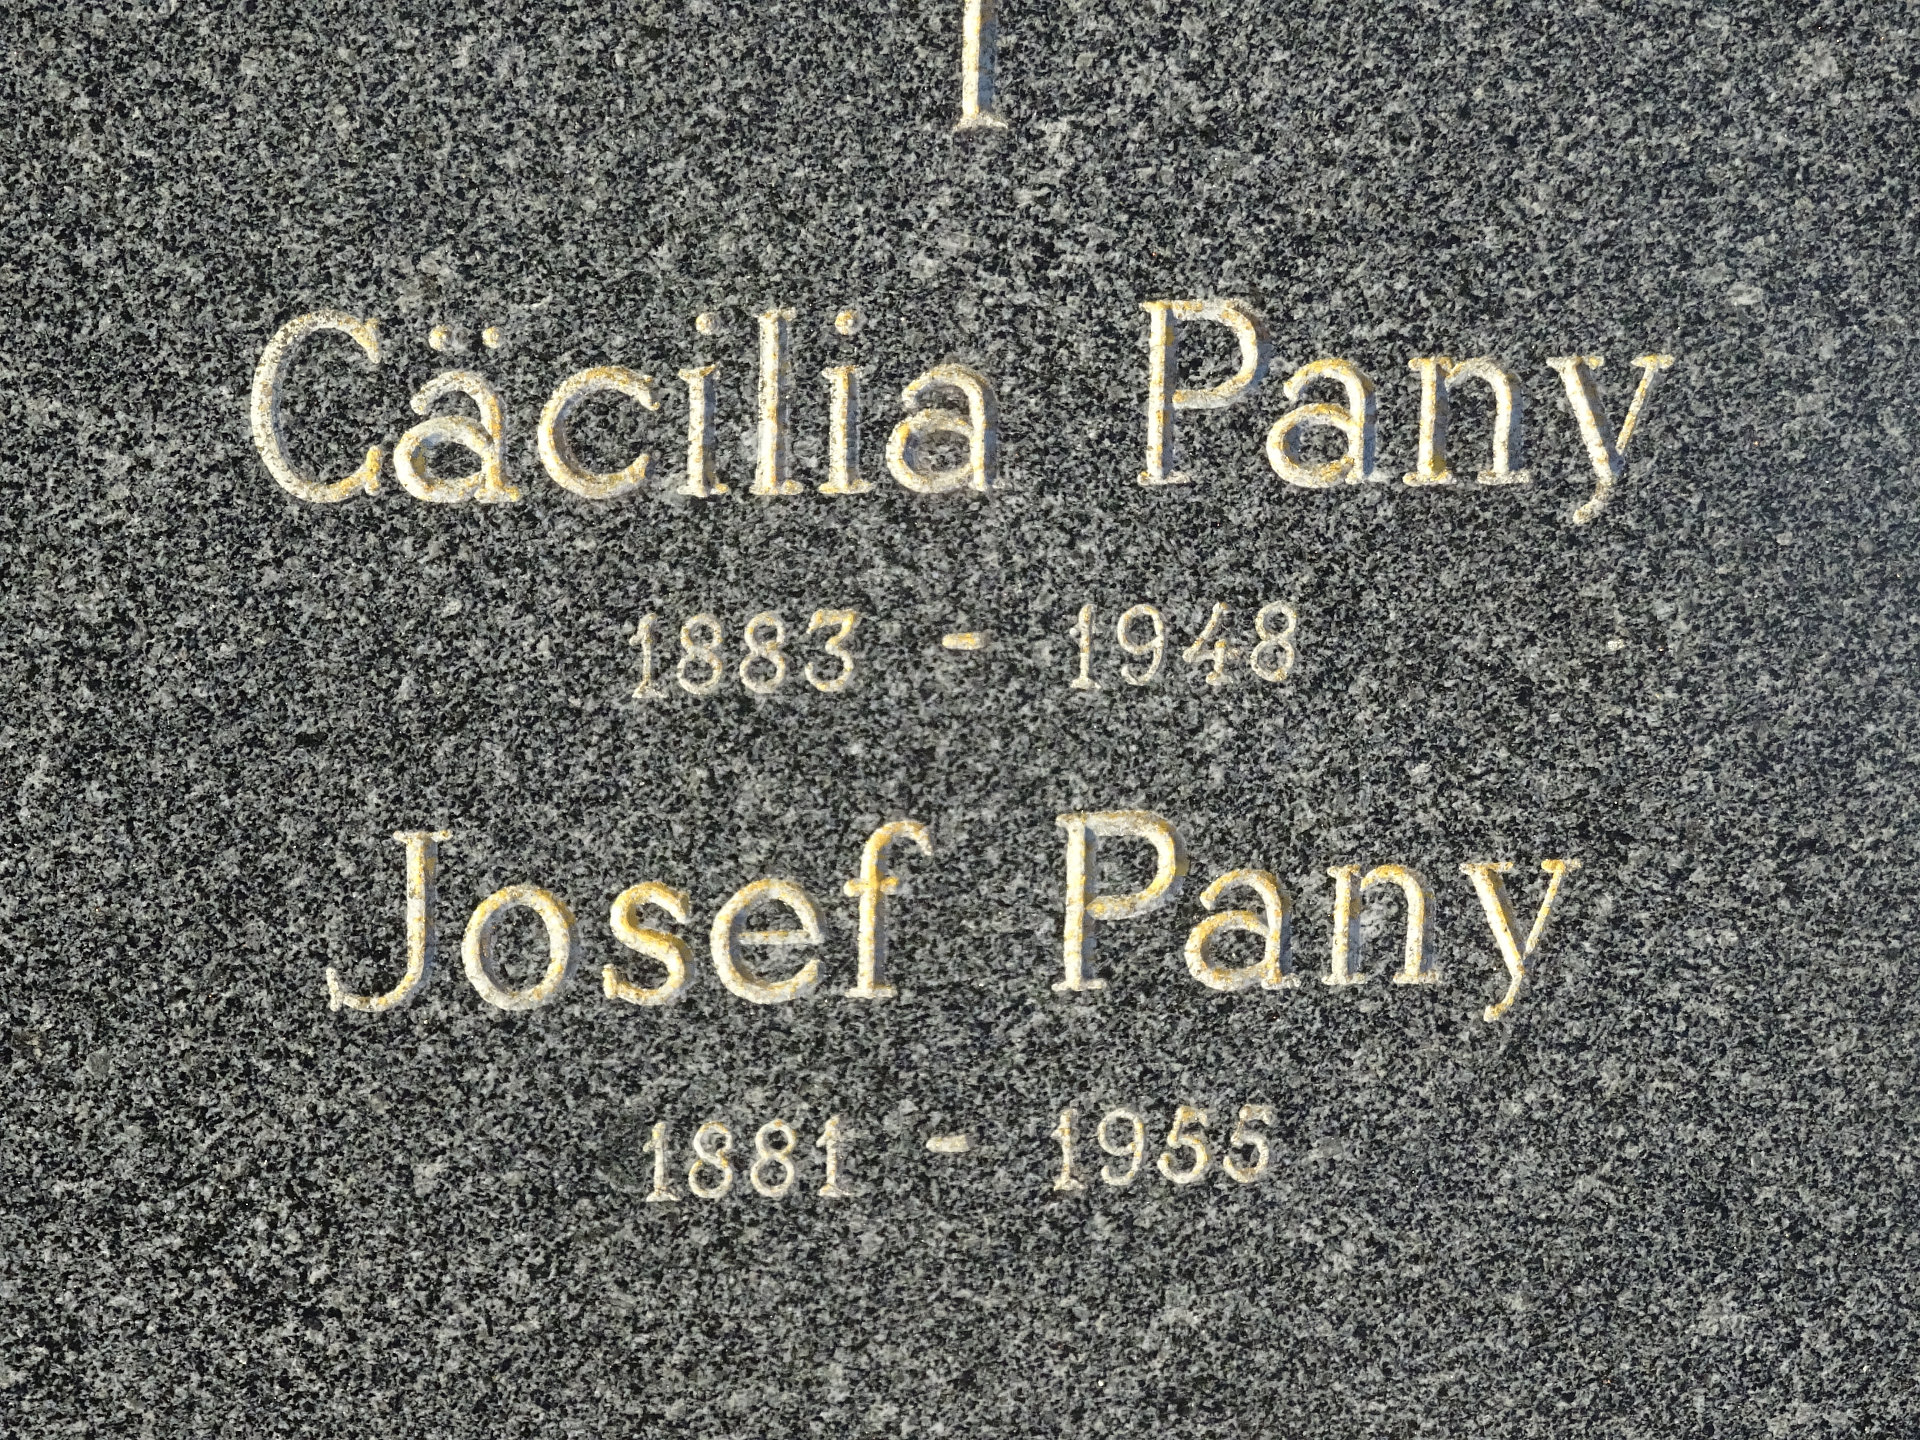 Cäcilia Pany
1883 - 1948
Josef Pany
1881 - 1955